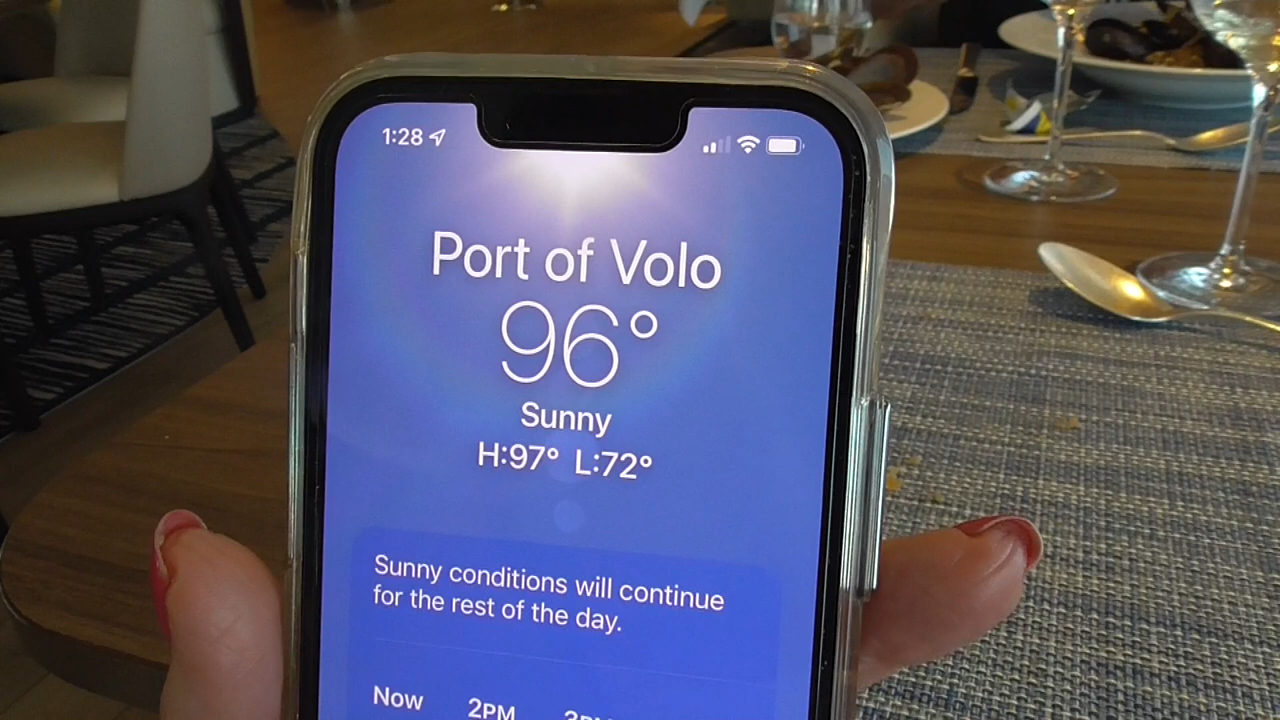 1:28
Port of Volo
96°
Sunny
H:97° L:72°
Sunny conditions will continue
for the rest of the day.
Now 2PM